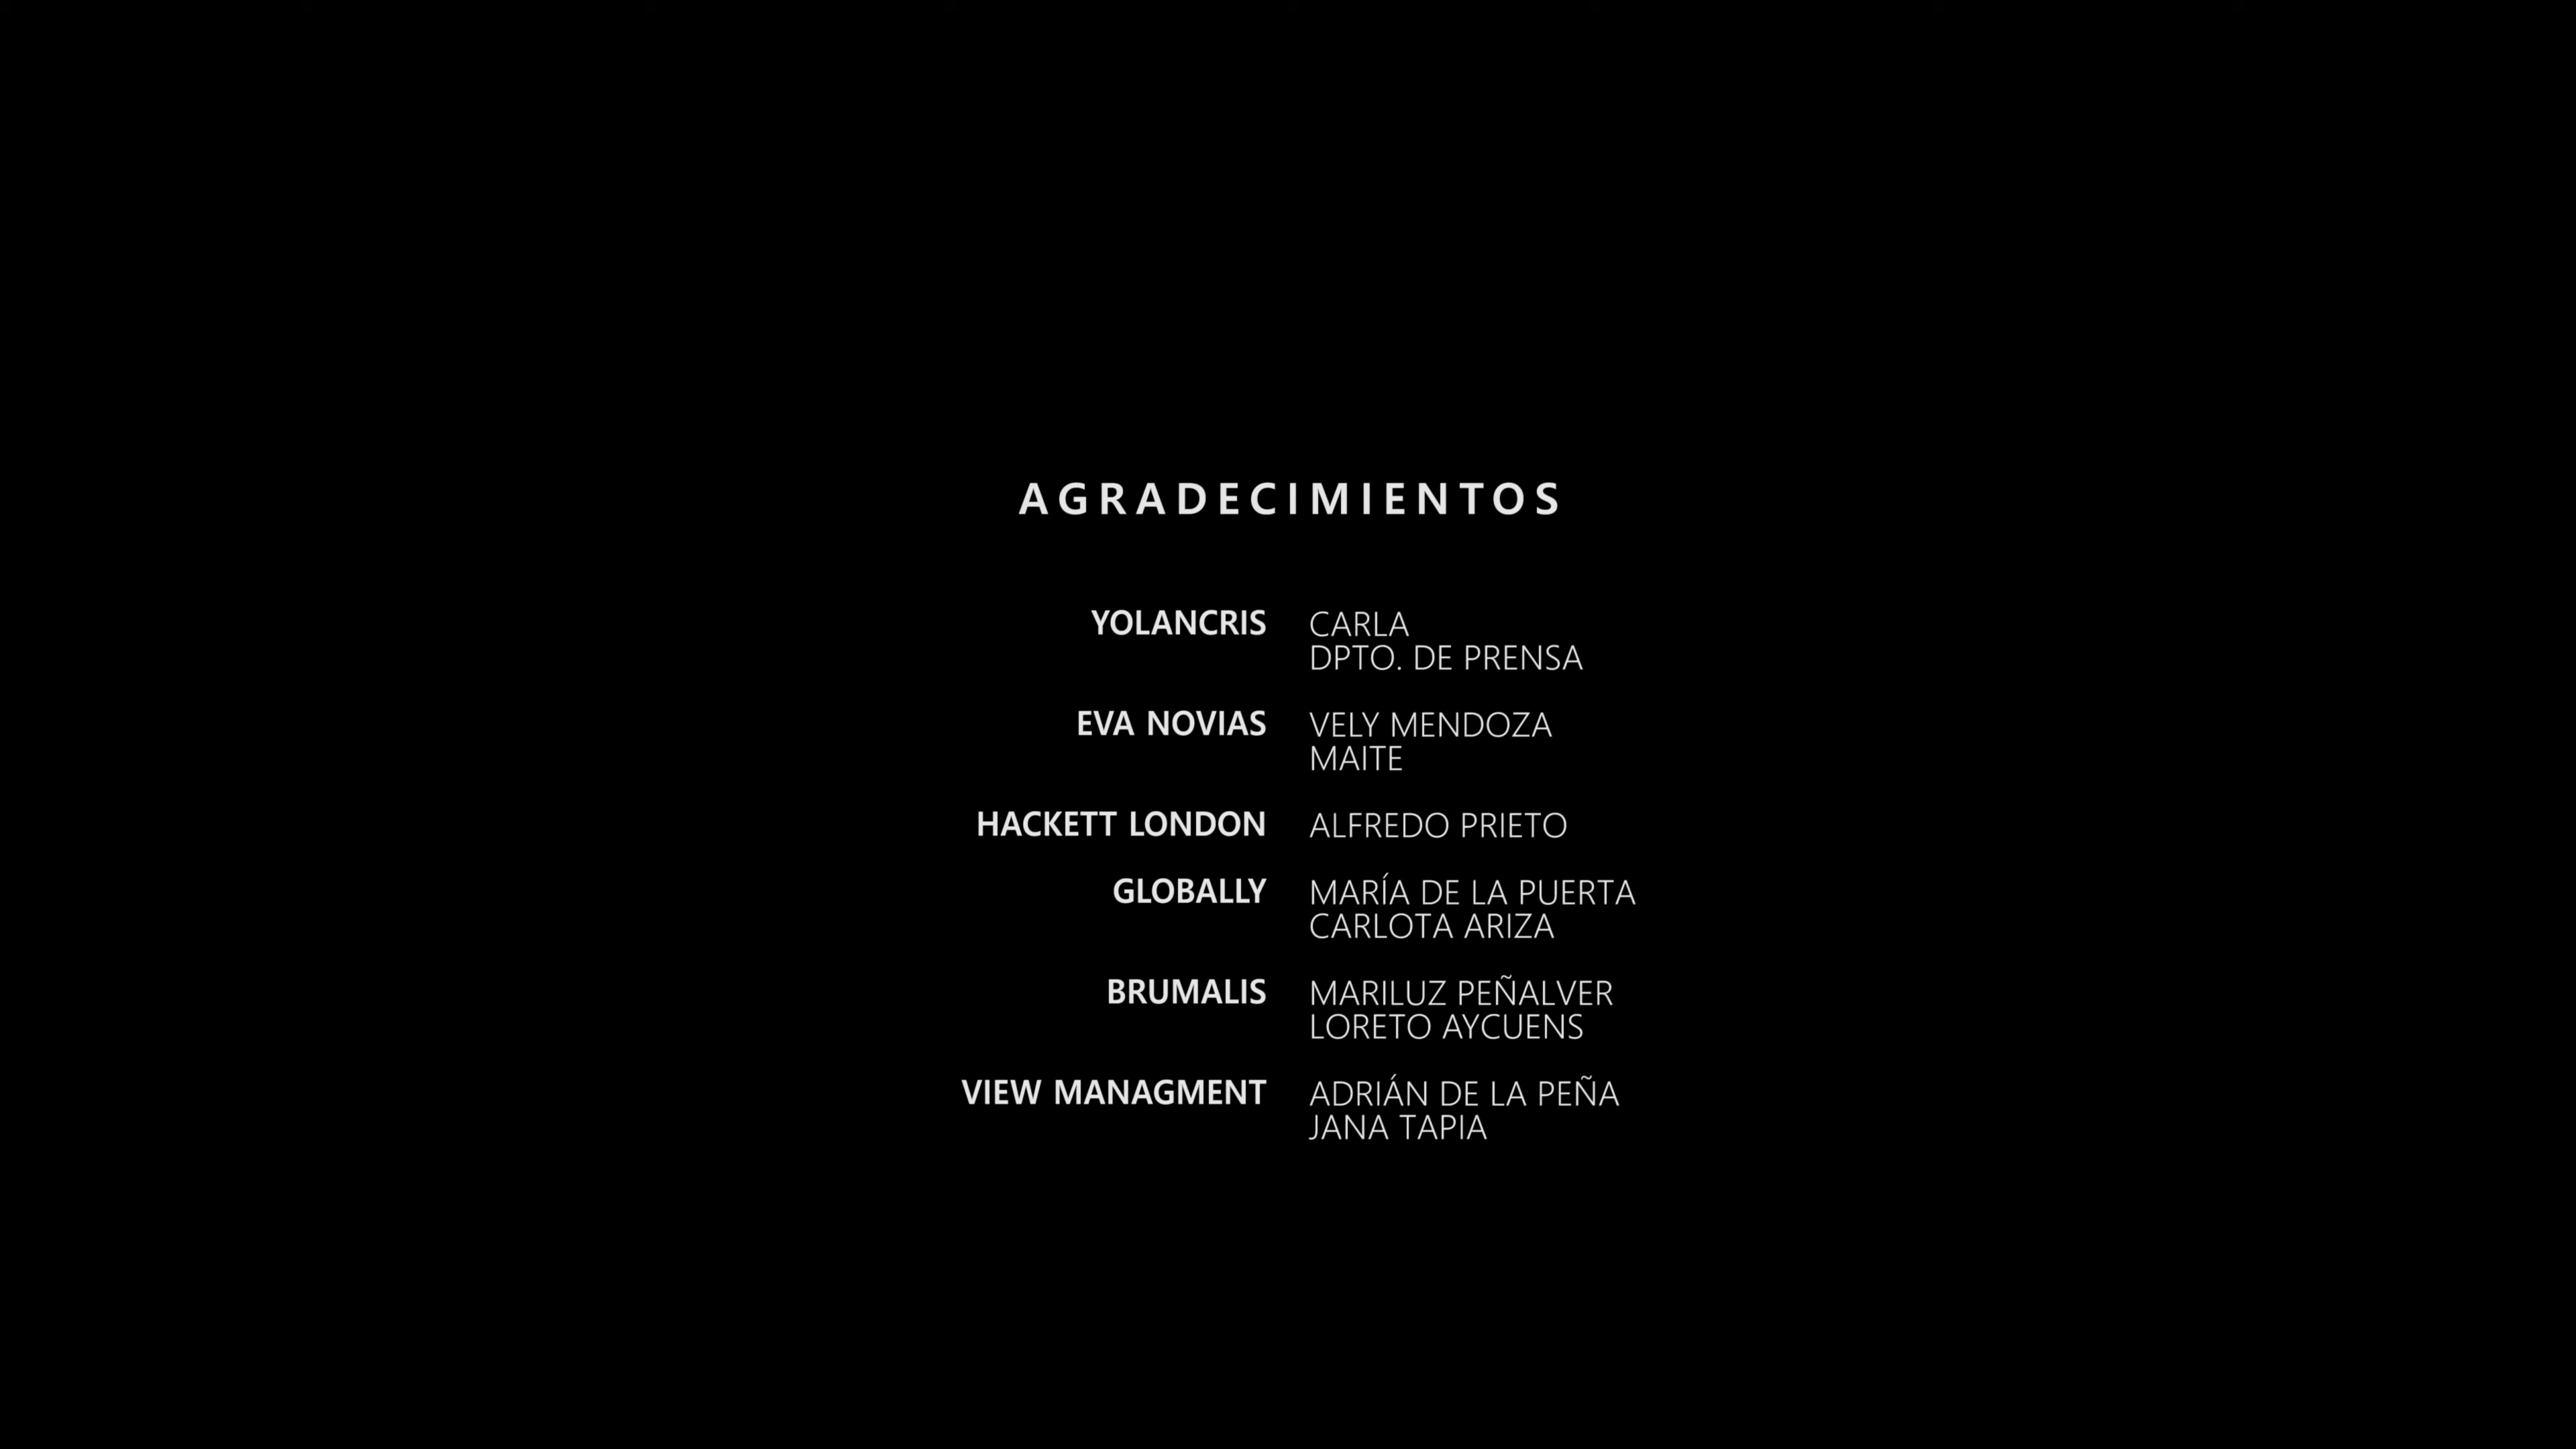 AGRADECIMIENTOS
YOLANCRIS CARLA
DPTO. DE PRENSA
EVA NOVIAS VELY MENDOZA
MAITE
HACKETT LONDON ALFREDO PRIETO
GLOBALLY MARÍA DE LA PUERTA
CARLOTA ARIZA
BRUMALIS MARILUZ PEÑALVER
LORETO AYCUENS
VIEW MANAGMENT ADRIÁN DE LA PEÑA
JANA TAPIA